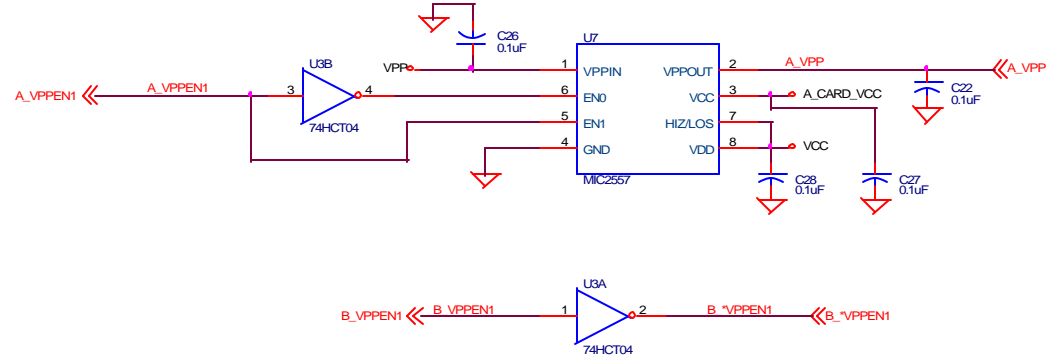 C26
0.1uF
U7
U3B
VPP
1
VPPIN
VPPOUT
2
A_VPP
A_VPP
A_VPPEN1
A_VPPEN1
3
4
6
EN0
VCC
3
A_CARD_VCC
C22
0.1uF
74HCT04
5
EN1
HIZ/LOS
7
4
GND
VDD
8
VCC
MIC2557
C28
0.1uF
C27
0.1uF
U3A
B_VPPEN1
B_VPPEN1
1
2
B_*VPPEN1
B_*VPPEN1
74HCT04